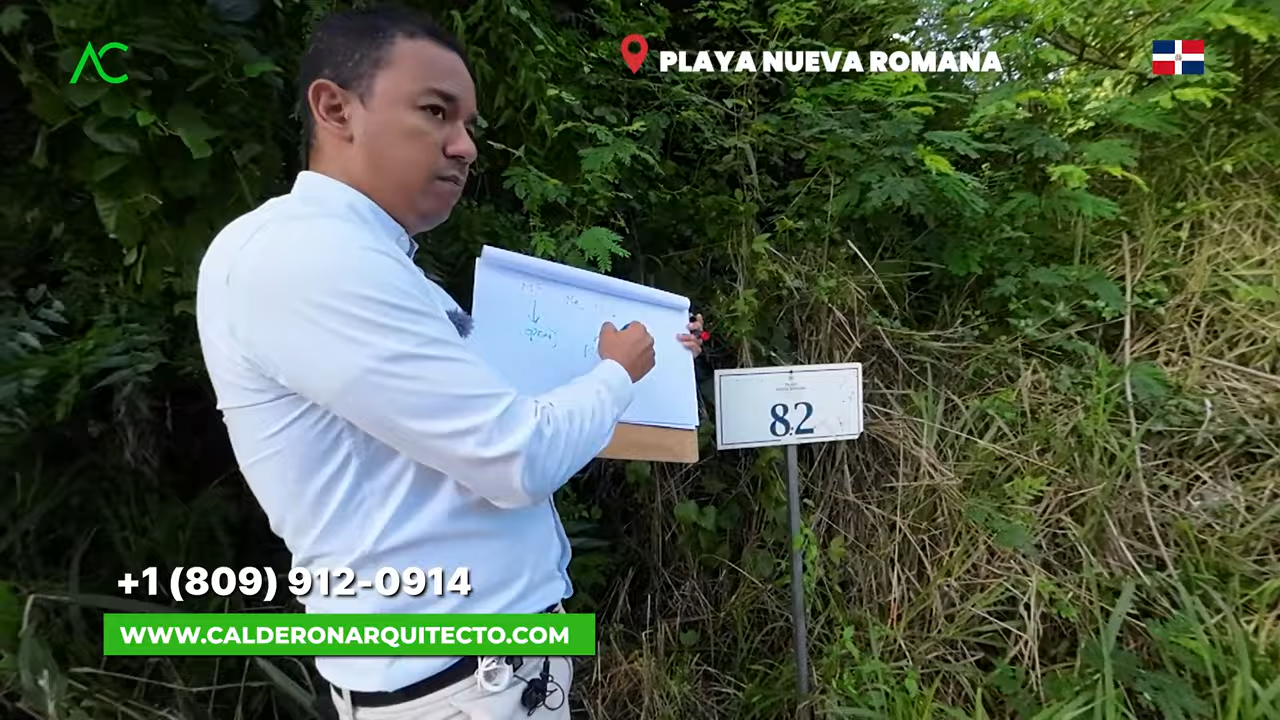 AC
PLAYA NUEVA ROMANA
82
+1 (809) 912-0914
WWW.CALDERONARQUITECTO.COM